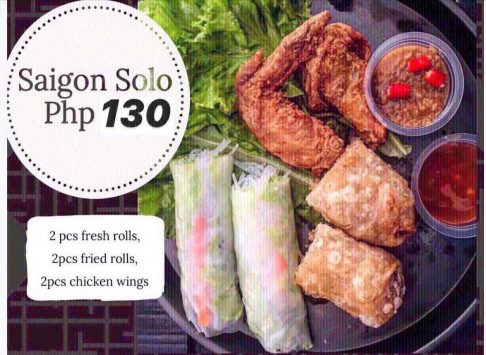 Saigon Solo
Php 130
2 pcs fresh rolls,
2pcs fried rolls,
2pcs chicken wings